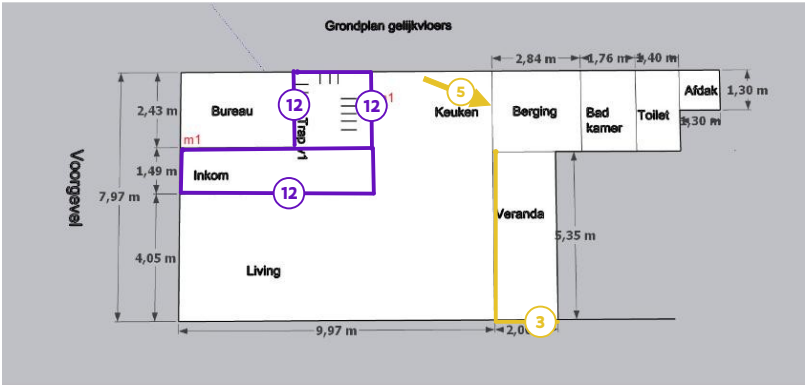 Grondplan gelijkvloers
2,84 m
1,76 m
1,40 m
5
Afdak
1,30 m
2,43 m
Bureau
12
12
Keuken
Berging
Bad
kamer
Toilet
1,30 m
m1
Trap
Voorgavel
1,49 m
Inkom
7,97 m
12
Veranda
5,35 m
4,05 m
Living
3
9,97 m